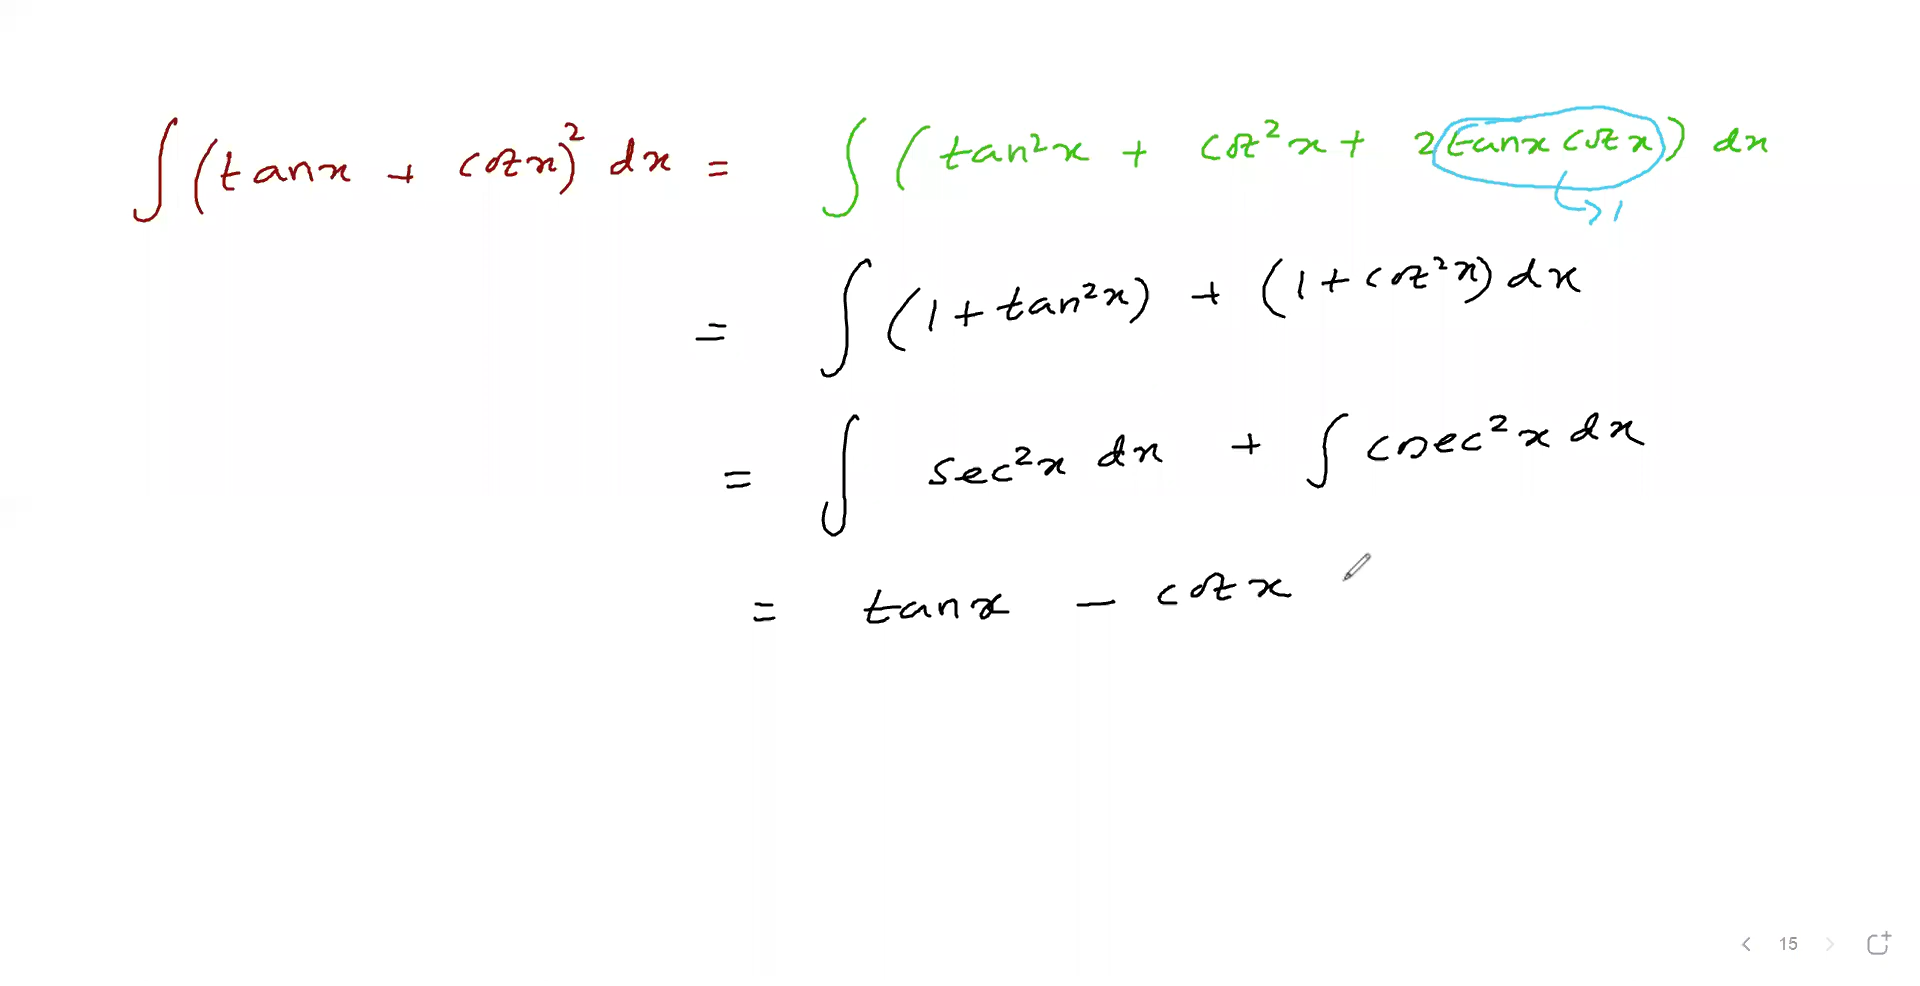 ∫(tanx + cotx)² dx = ∫(tan²x + cot²x + 2tanx cotx) dx
→1
= ∫(1+tan²x) + (1+cot²x) dx
= ∫ sec²x dx + ∫ cosec²x dx
= tanx − cotx
15